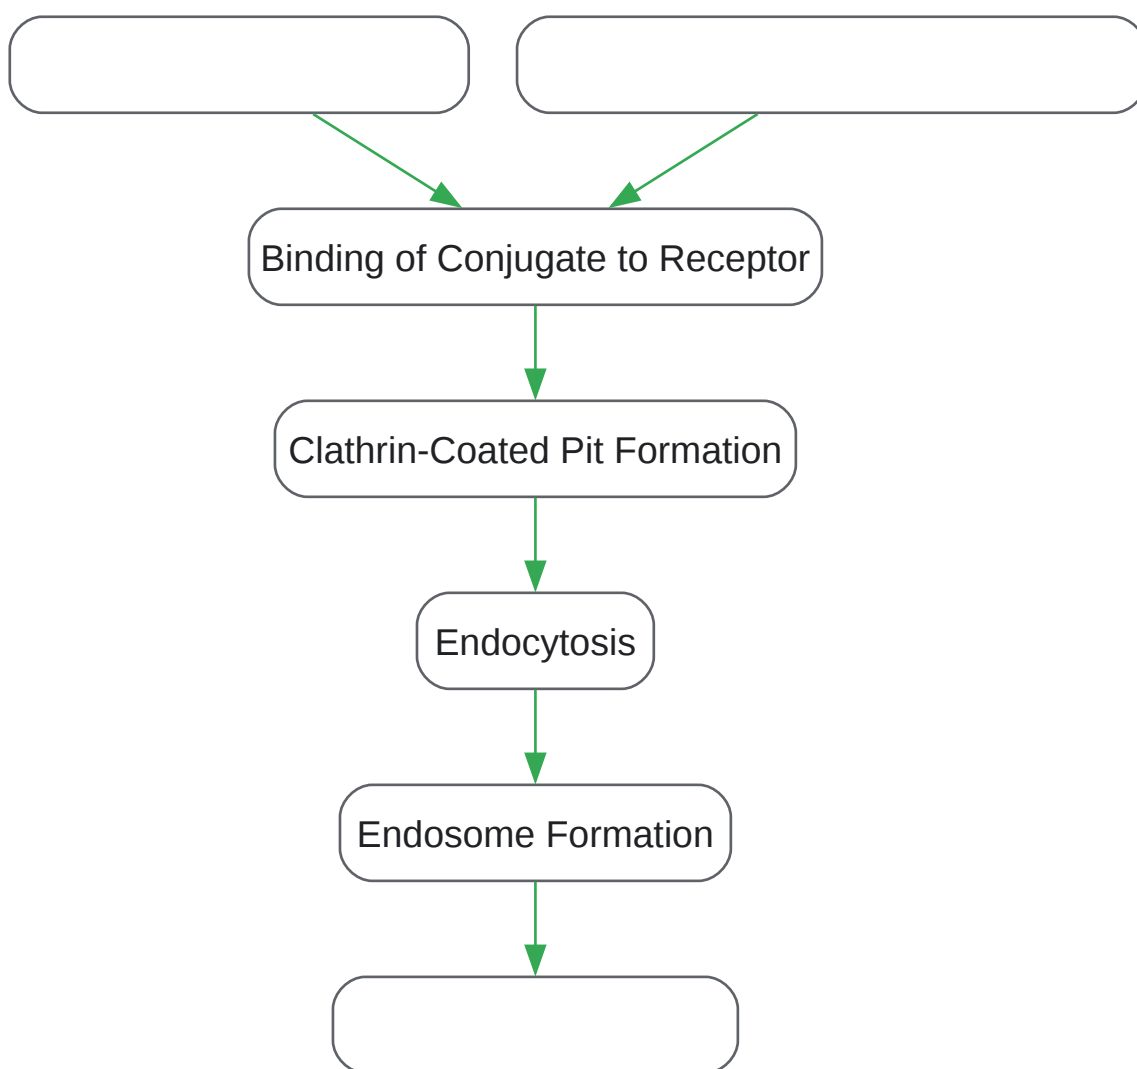 Binding of Conjugate to Receptor
Clathrin-Coated Pit Formation
Endocytosis
Endosome Formation